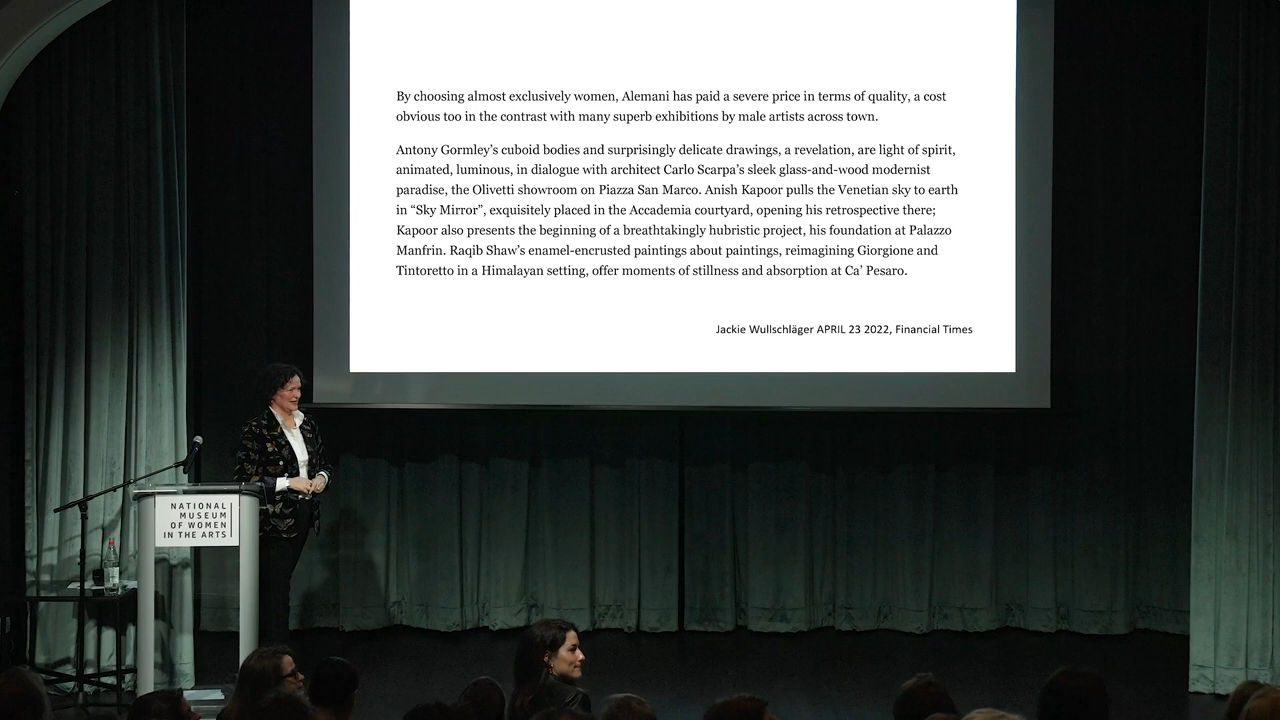 By choosing almost exclusively women, Alemani has paid a severe price in terms of quality, a cost
obvious too in the contrast with many superb exhibitions by male artists across town.
Antony Gormley’s cuboid bodies and surprisingly delicate drawings, a revelation, are light of spirit,
animated, luminous, in dialogue with architect Carlo Scarpa’s sleek glass-and-wood modernist
paradise, the Olivetti showroom on Piazza San Marco. Anish Kapoor pulls the Venetian sky to earth
in “Sky Mirror”, exquisitely placed in the Accademia courtyard, opening his retrospective there;
Kapoor also presents the beginning of a breathtakingly hubristic project, his foundation at Palazzo
Manfrin. Raqib Shaw’s enamel-encrusted paintings about paintings, reimagining Giorgione and
Tintoretto in a Himalayan setting, offer moments of stillness and absorption at Ca’ Pesaro.
Jackie Wullschläger APRIL 23 2022, Financial Times
NATIONAL
MUSEUM
OF WOMEN
IN THE ARTS